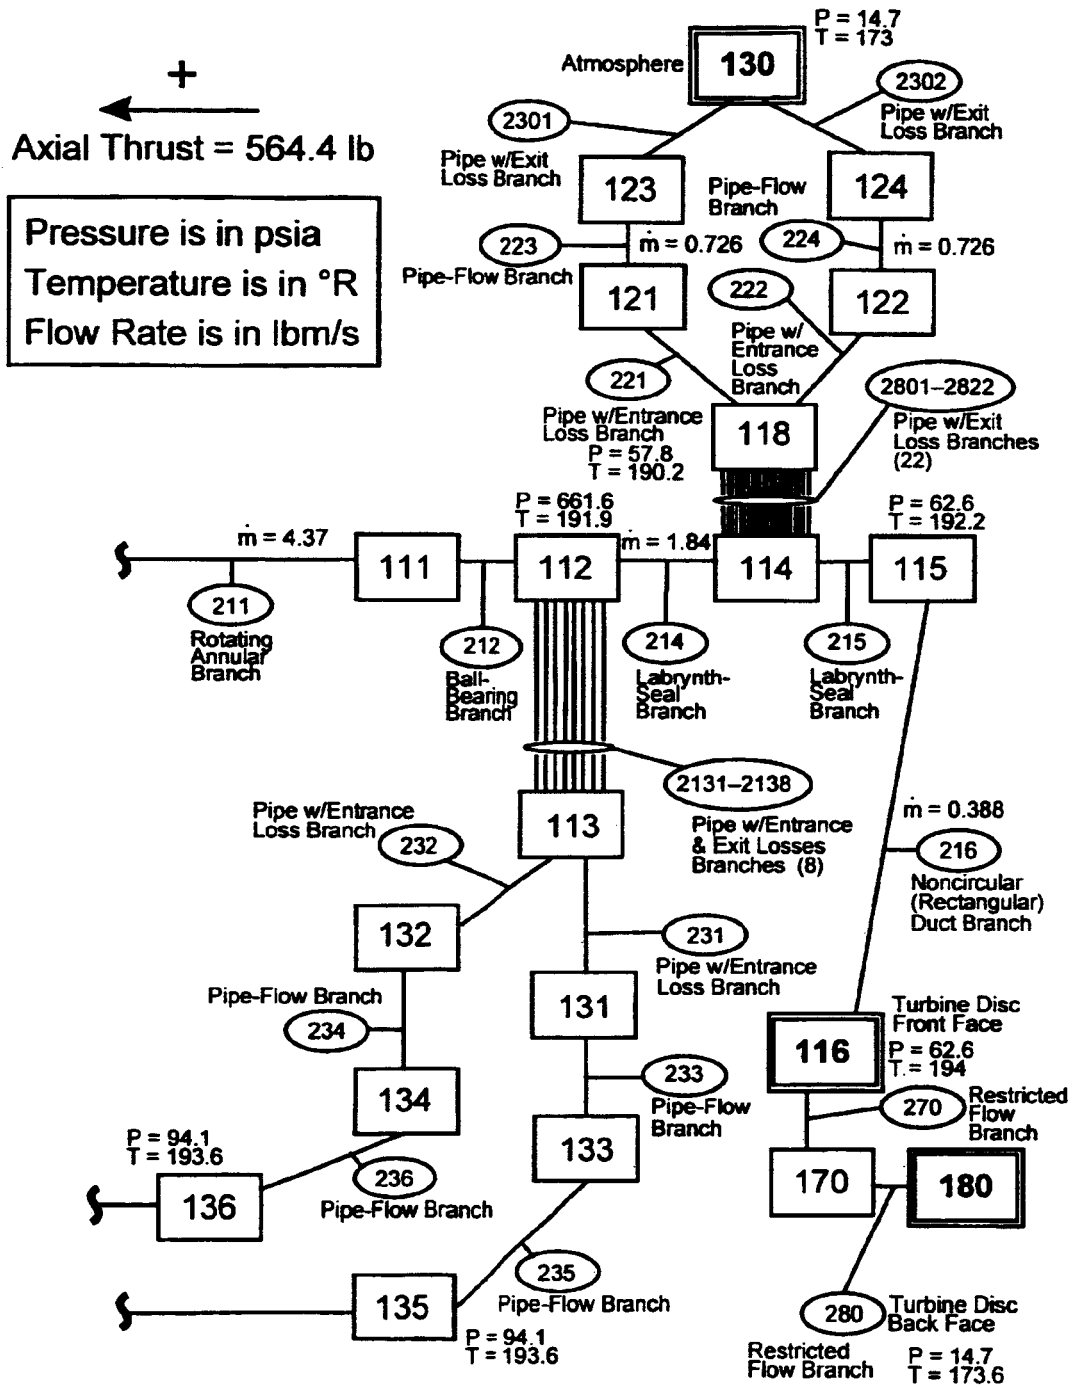 P = 14.7
T = 173
Atmosphere
130
2302
Pipe w/Exit
Loss Branch
+
Axial Thrust = 564.4 lb
2301
Pipe w/Exit
Loss Branch
123
Pipe-Flow
Branch
124
Pressure is in psia
Temperature is in °R
Flow Rate is in lbm/s
223
Pipe-Flow Branch
ṁ = 0.726
224
ṁ = 0.726
121
222
122
Pipe w/
Entrance
Loss
Branch
221
Pipe w/Entrance
Loss Branch
P = 57.8
T = 190.2
118
2801–2822
Pipe w/Exit
Loss Branches
(22)
ṁ = 4.37
111
P = 661.6
T = 191.9
112
ṁ = 1.84
114
P = 62.6
T = 192.2
115
211
Rotating
Annular
Branch
212
Ball-
Bearing
Branch
214
Labrynth-
Seal
Branch
215
Labrynth-
Seal
Branch
2131–2138
Pipe w/Entrance
& Exit Losses
Branches (8)
ṁ = 0.388
216
Noncircular
(Rectangular)
Duct Branch
113
Pipe w/Entrance
Loss Branch
232
132
231
Pipe w/Entrance
Loss Branch
Pipe-Flow Branch
234
131
134
233
Pipe-Flow
Branch
133
116
Turbine Disc
Front Face
P = 62.6
T. = 194
270
Restricted
Flow
Branch
170
180
P = 94.1
T = 193.6
136
236
Pipe-Flow Branch
235
Pipe-Flow Branch
135
P = 94.1
T = 193.6
280
Restricted
Flow Branch
Turbine Disc
Back Face
P = 14.7
T = 173.6